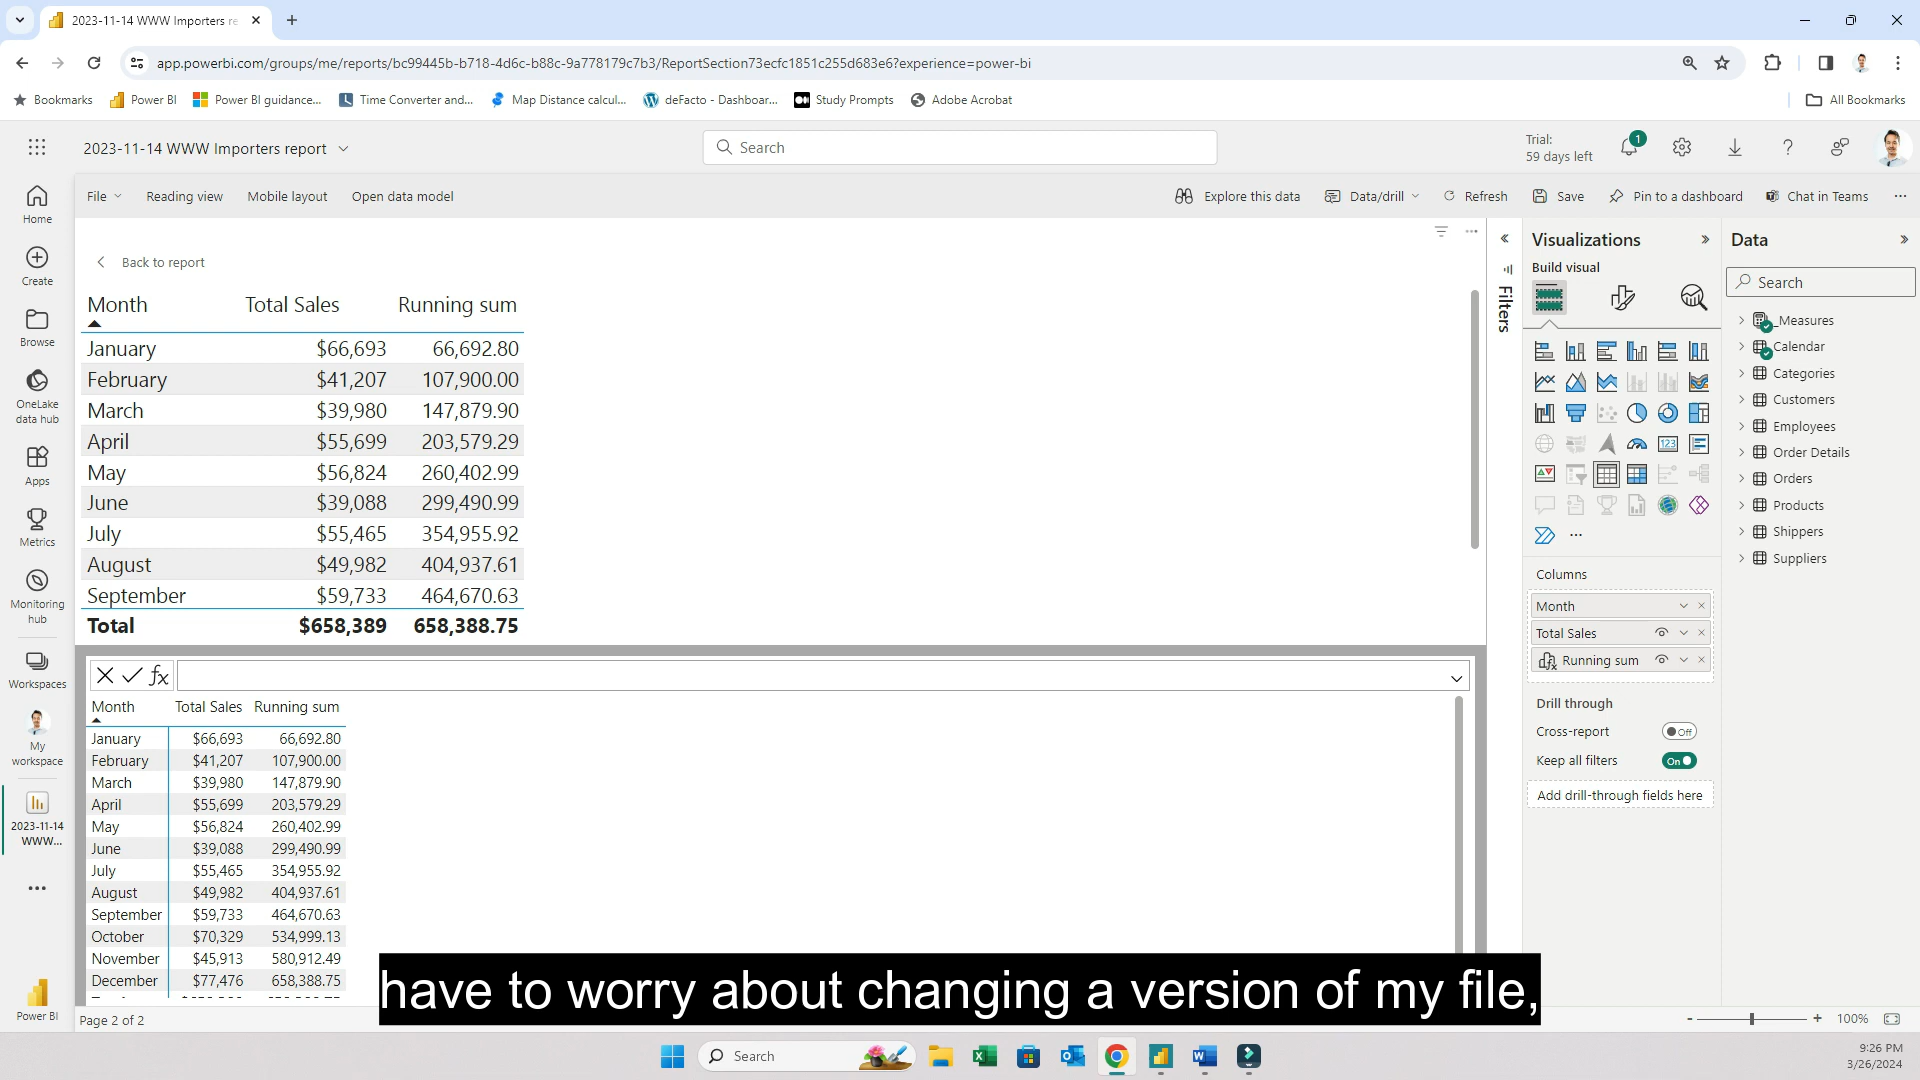 2023-11-14 WWW Importers re
app.powerbi.com/groups/me/reports/bc99445b-b718-4d6c-b88c-9a778179c7b3/ReportSection73ecfc1851c255d683e6?experience=power-bi
Bookmarks
Power BI
Power BI guidance...
Time Converter and...
Map Distance calcul...
deFacto - Dashboar...
Study Prompts
Adobe Acrobat
All Bookmarks
2023-11-14 WWW Importers report
Search
Trial:
59 days left
1
File
Reading view
Mobile layout
Open data model
Explore this data
Data/drill
Refresh
Save
Pin to a dashboard
Chat in Teams
Home
Create
Browse
OneLake
data hub
Apps
Metrics
Monitoring
hub
Workspaces
My
workspace
2023-11-14
WWW...
Power BI
Back to report
Month Total Sales Running sum
January $66,693 66,692.80
February $41,207 107,900.00
March $39,980 147,879.90
April $55,699 203,579.29
May $56,824 260,402.99
June $39,088 299,490.99
July $55,465 354,955.92
August $49,982 404,937.61
September $59,733 464,670.63
Total $658,389 658,388.75
fx
Month Total Sales Running sum
January $66,693 66,692.80
February $41,207 107,900.00
March $39,980 147,879.90
April $55,699 203,579.29
May $56,824 260,402.99
June $39,088 299,490.99
July $55,465 354,955.92
August $49,982 404,937.61
September $59,733 464,670.63
October $70,329 534,999.13
November $45,913 580,912.49
December $77,476 658,388.75
have to worry about changing a version of my file,
Page 2 of 2
Filters
Visualizations
Build visual
123
Columns
Month
Total Sales
Running sum
Drill through
Cross-report
Off
Keep all filters
On
Add drill-through fields here
Data
Search
_Measures
Calendar
Categories
Customers
Employees
Order Details
Orders
Products
Shippers
Suppliers
- + 100%
Search
9:26 PM
3/26/2024